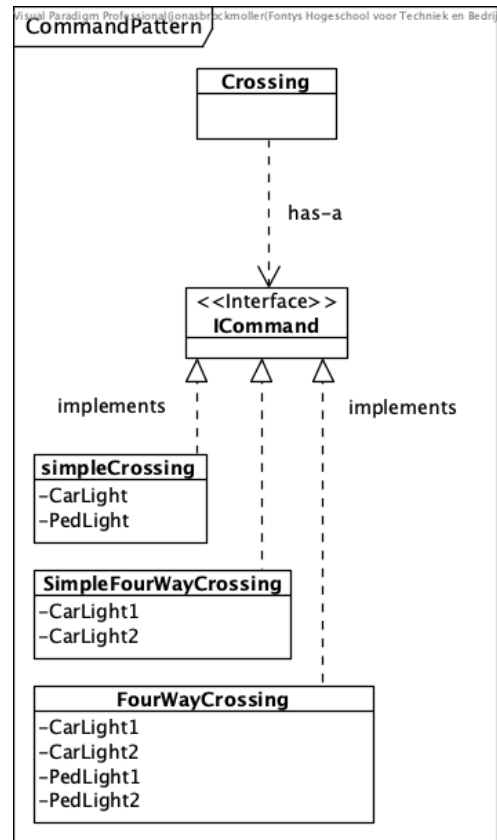 Visual Paradigm Professional(jonasbrockmoller(Fontys Hogeschool voor Techniek en Bedrij
CommandPattern
Crossing
has-a
<<Interface>>
ICommand
implements
implements
simpleCrossing
-CarLight
-PedLight
SimpleFourWayCrossing
-CarLight1
-CarLight2
FourWayCrossing
-CarLight1
-CarLight2
-PedLight1
-PedLight2